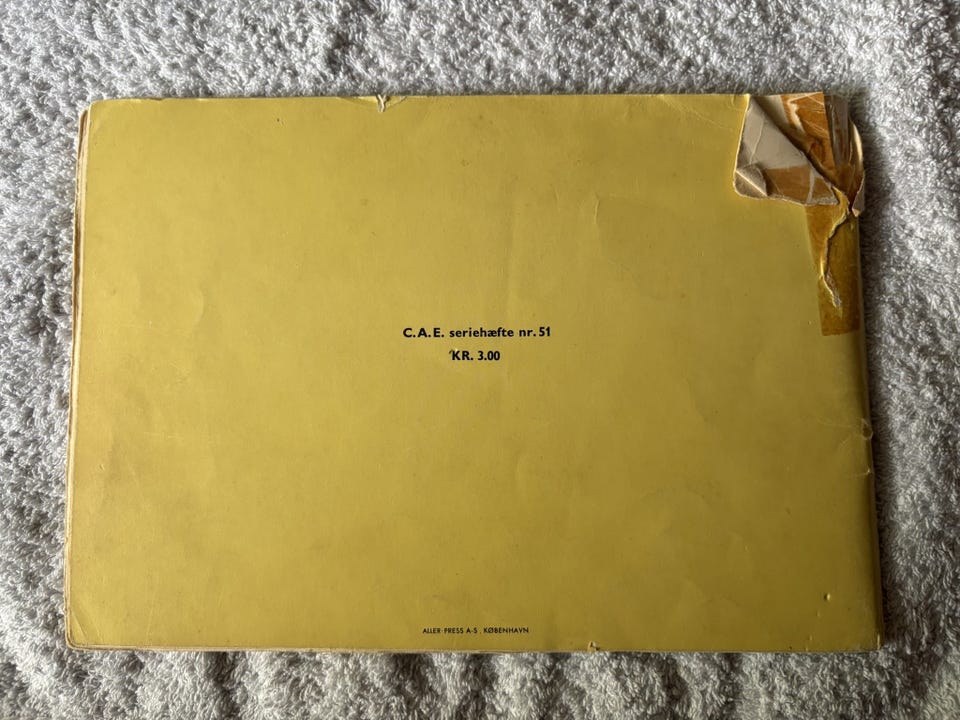 C.A.E. seriehæfte nr. 51
KR. 3.00
ALLER PRESS A-S. KØBENHAVN